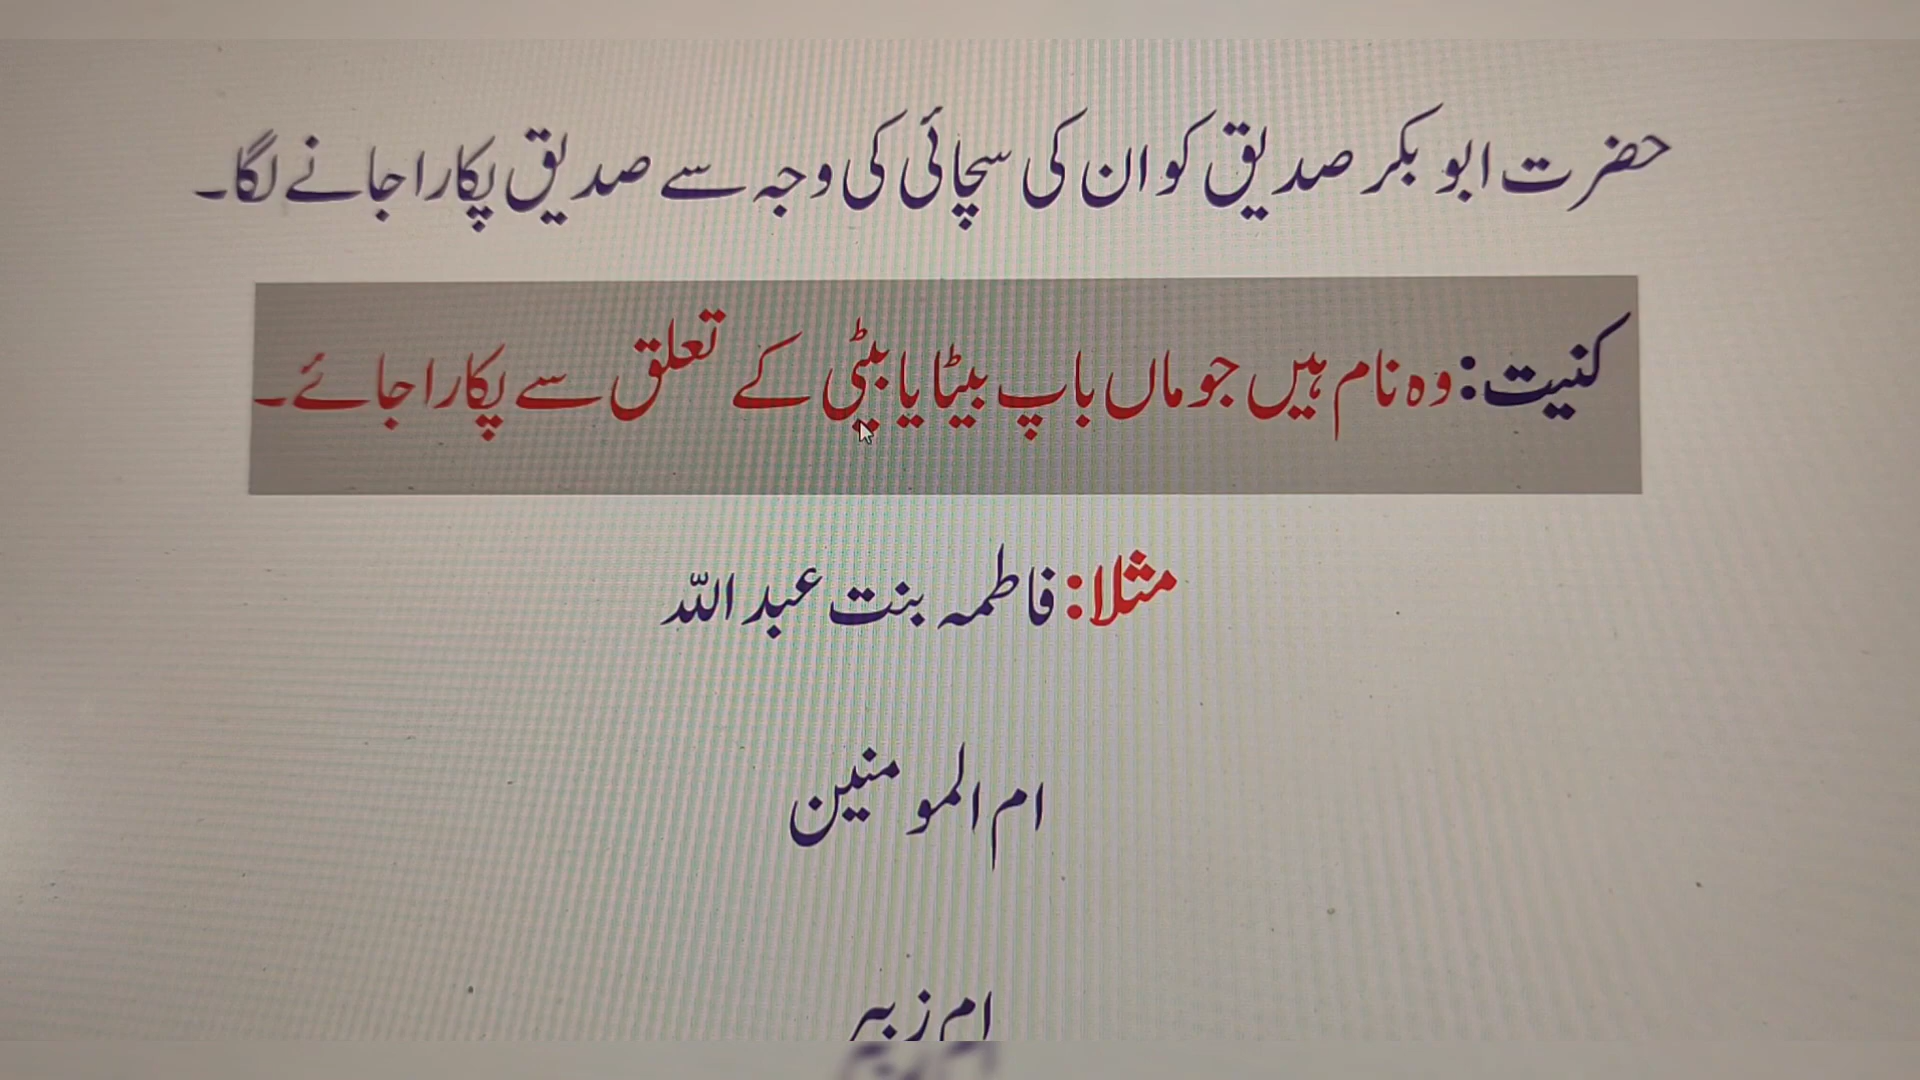 حضرت ابو بکر صدیق کو ان کی سچائی کی وجہ سے صدیق پکارا جانے لگا۔
کنیت: وہ نام ہیں جو ماں باپ بیٹا یا بیٹی کے تعلق سے پکارا جائے۔
مثلا: فاطمہ بنت عبد اللہ
ام المومنین
ام زبیر